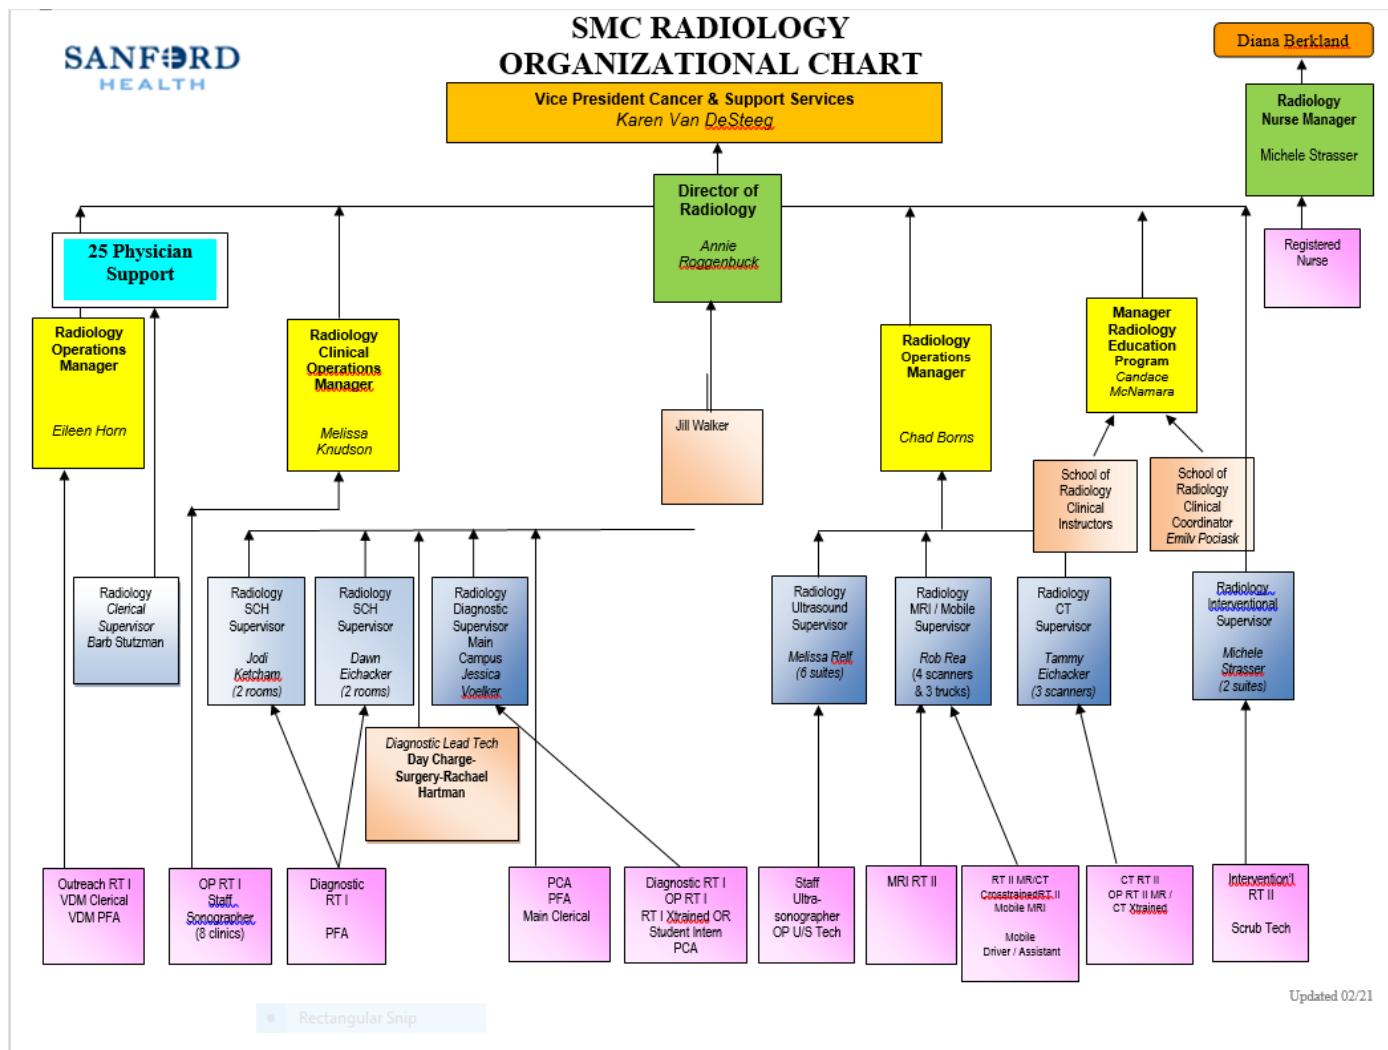 SANFORD
HEALTH
SMC RADIOLOGY
ORGANIZATIONAL CHART
Diana Berkland
Vice President Cancer & Support Services
Karen Van DeSteeg
Radiology
Nurse Manager
Michele Strasser
Director of
Radiology
Annie
Roggenbuck
Registered
Nurse
25 Physician
Support
Radiology
Operations
Manager
Eileen Horn
Radiology
Clinical
Operations
Manager
Melissa
Knudson
Jill Walker
Radiology
Operations
Manager
Chad Borns
Manager
Radiology
Education
Program
Candace
McNamara
School of
Radiology
Clinical
Instructors
School of
Radiology
Clinical
Coordinator
Emily Pociask
Radiology
Clerical
Supervisor
Barb Stutzman
Radiology
SCH
Supervisor
Jodi
Ketcham
(2 rooms)
Radiology
SCH
Supervisor
Dawn
Eichacker
(2 rooms)
Radiology
Diagnostic
Supervisor
Main
Campus
Jessica
Voelker
Radiology
Ultrasound
Supervisor
Melissa Relf
(6 suites)
Radiology
MRI / Mobile
Supervisor
Rob Rea
(4 scanners
& 3 trucks)
Radiology
CT
Supervisor
Tammy
Eichacker
(3 scanners)
Radiology
Interventional
Supervisor
Michele
Strasser
(2 suites)
Diagnostic Lead Tech
Day Charge-
Surgery-Rachael
Hartman
Outreach RT I
VDM Clerical
VDM PFA
OP RT I
Staff
Sonographer
(8 clinics)
Diagnostic
RT I
PFA
PCA
PFA
Main Clerical
Diagnostic RT I
OP RT I
RT I Xtrained OR
Student Intern
PCA
Staff
Ultra-
sonographer
OP U/S Tech
MRI RT II
RT II MR/CT
CrosstrainedRT II
Mobile MRI
Mobile
Driver / Assistant
CT RT II
OP RT II MR /
CT Xtrained
Intervention'l
RT II
Scrub Tech
Updated 02/21
Rectangular Snip